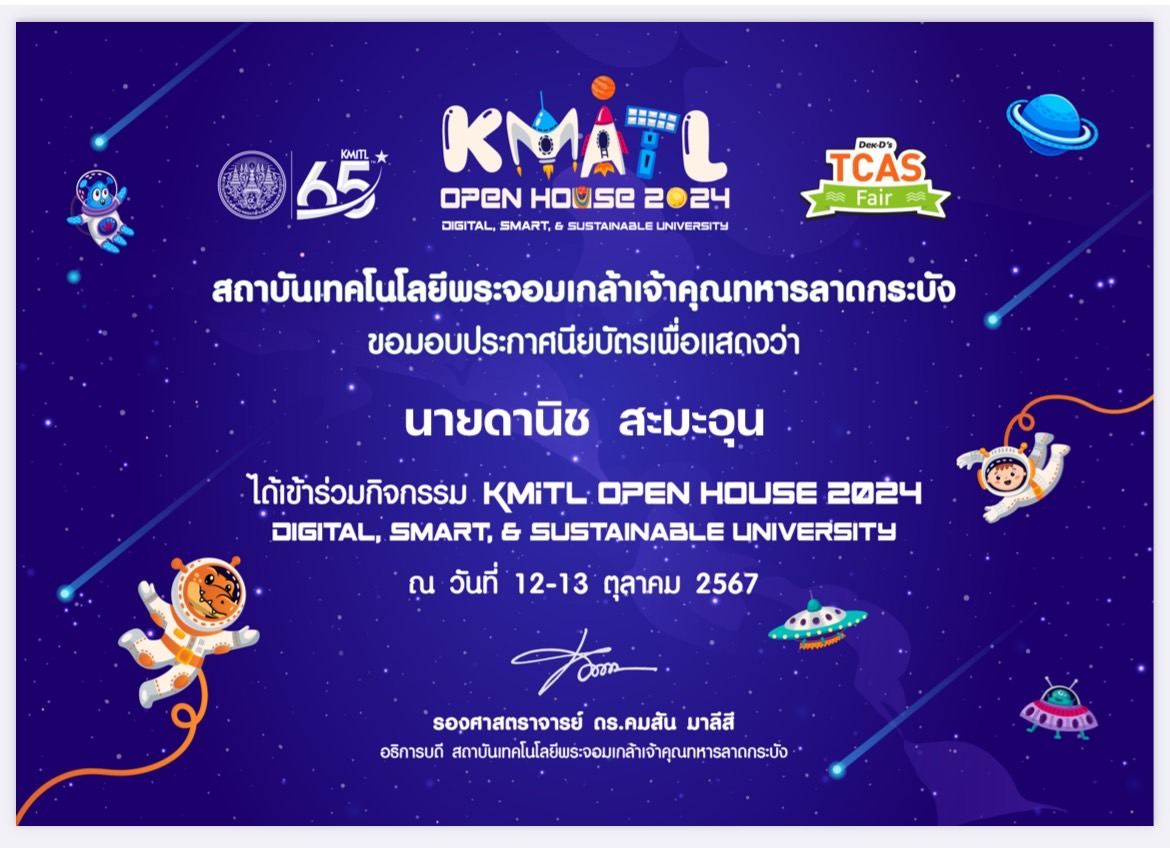 KMITL
65
KMITL
OPEN HOUSE 2024
DIGITAL, SMART, & SUSTAINABLE UNIVERSITY
Dek-D's
TCAS
Fair
สถาบันเทคโนโลยีพระจอมเกล้าเจ้าคุณทหารลาดกระบัง
ขอมอบประกาศนียบัตรเพื่อแสดงว่า
นายดานิช สะมะอุน
ได้เข้าร่วมกิจกรรม KMITL OPEN HOUSE 2024
DIGITAL, SMART, & SUSTAINABLE UNIVERSITY
ณ วันที่ 12-13 ตุลาคม 2567
รองศาสตราจารย์ ดร.คมสัน มาลีสี
อธิการบดี สถาบันเทคโนโลยีพระจอมเกล้าเจ้าคุณทหารลาดกระบัง